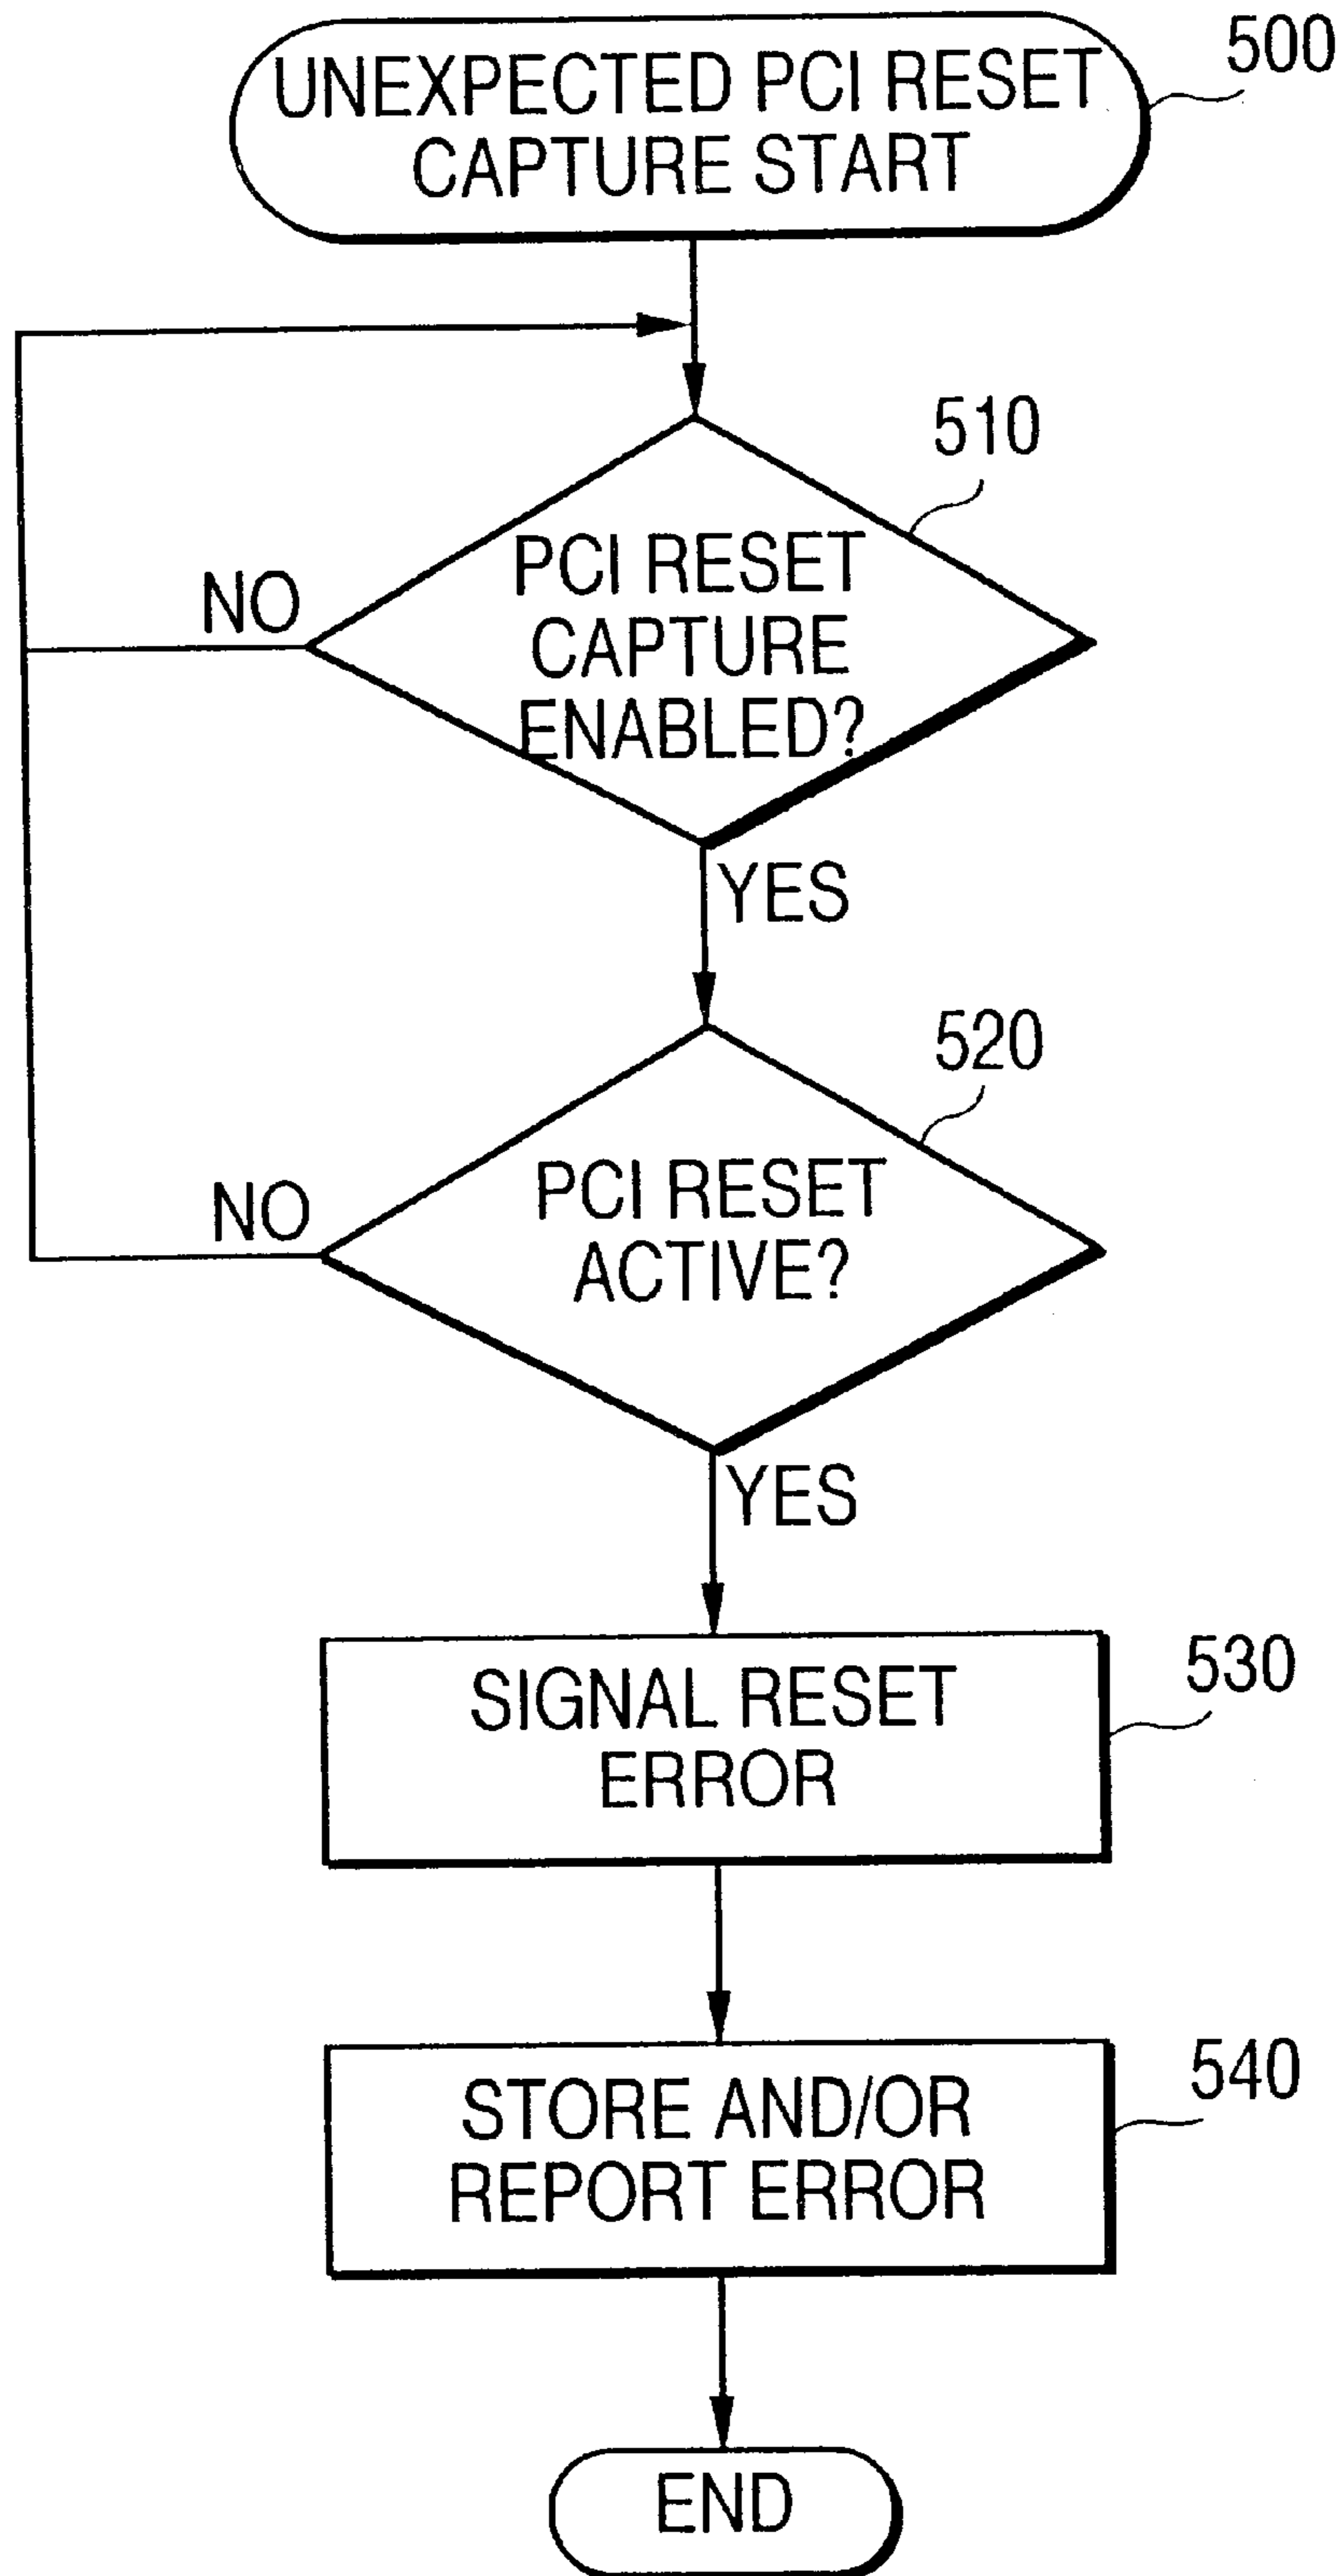 UNEXPECTED PCI RESET
CAPTURE START
500
510
PCI RESET
CAPTURE
ENABLED?
NO
YES
520
PCI RESET
ACTIVE?
NO
YES
SIGNAL RESET
ERROR
530
STORE AND/OR
REPORT ERROR
540
END